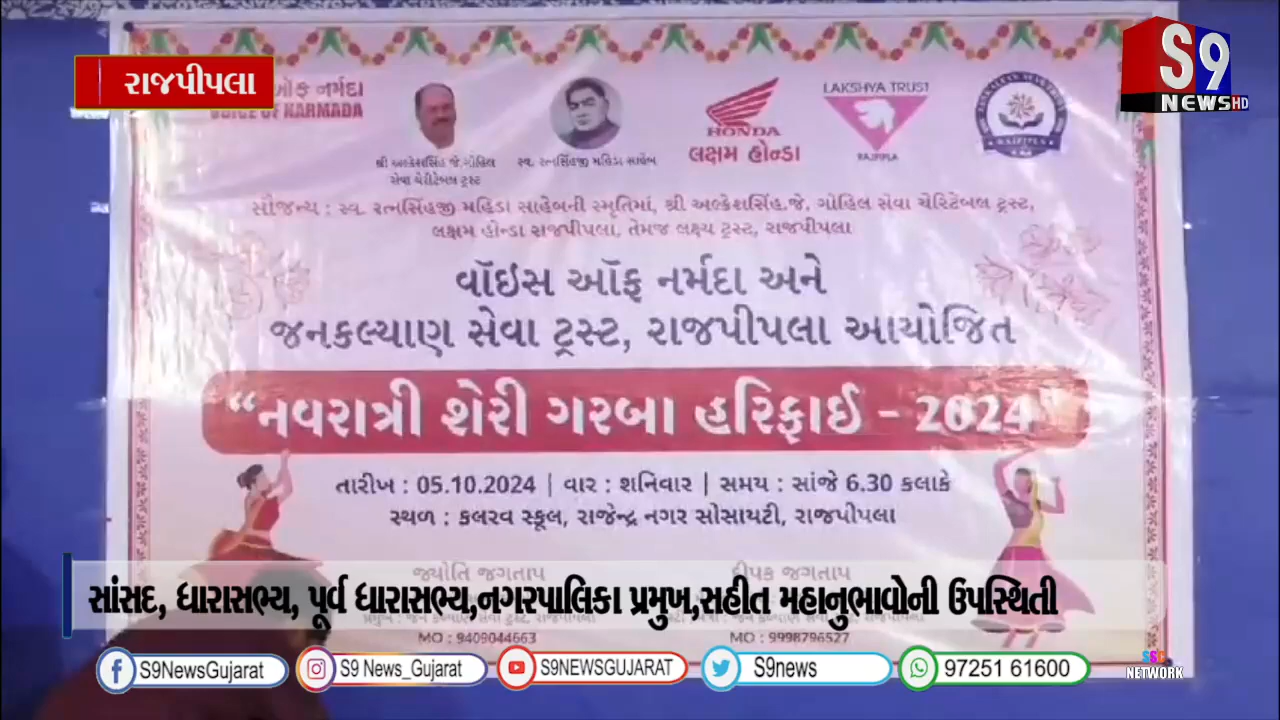 રાજપીપલા
S9
NEWS HD
ઑફ નર્મદા
VOICE OF KARMADA
શ્રી અલ્કેશસિંહ જે.ગોહિલ
સેવા ચેરીટેબલ ટ્રસ્ટ
સ્વ. રત્નસિંહજી મહિડા સાહેબ
HONDA
લક્ષમ હોન્ડા
LAKSHYA TRUST
RAJPIPLA
સૌજન્ય : સ્વ. રત્નસિંહજી મહિડા સાહેબની સ્મૃતિમાં, શ્રી અલ્કેશસિંહ.જે. ગોહિલ સેવા ચેરિટેબલ ટ્રસ્ટ,
લક્ષમ હોન્ડા રાજપીપલા, તેમજ લક્ષ્ય ટ્રસ્ટ, રાજપીપલા
વૉઇસ ઑફ નર્મદા અને
જનકલ્યાણ સેવા ટ્રસ્ટ, રાજપીપલા આયોજિત
“નવરાત્રી શેરી ગરબા હરિફાઈ - 2024"
તારીખ : 05.10.2024 | વાર : શનિવાર | સમય : સાંજે 6.30 કલાકે
સ્થળ : કલરવ સ્કૂલ, રાજેન્દ્ર નગર સોસાયટી, રાજપીપલા
જ્યોતિ જગતાપ
દીપક જગતાપ
સાંસદ, ધારાસભ્ય, પૂર્વ ધારાસભ્ય,નગરપાલિકા પ્રમુખ,સહીત મહાનુભાવોની ઉપસ્થિતી
MO : 9409044663
MO : 9998796527
S9NewsGujarat
S9 News_Gujarat
S9NEWSGUJARAT
S9news
97251 61600
NETWORK